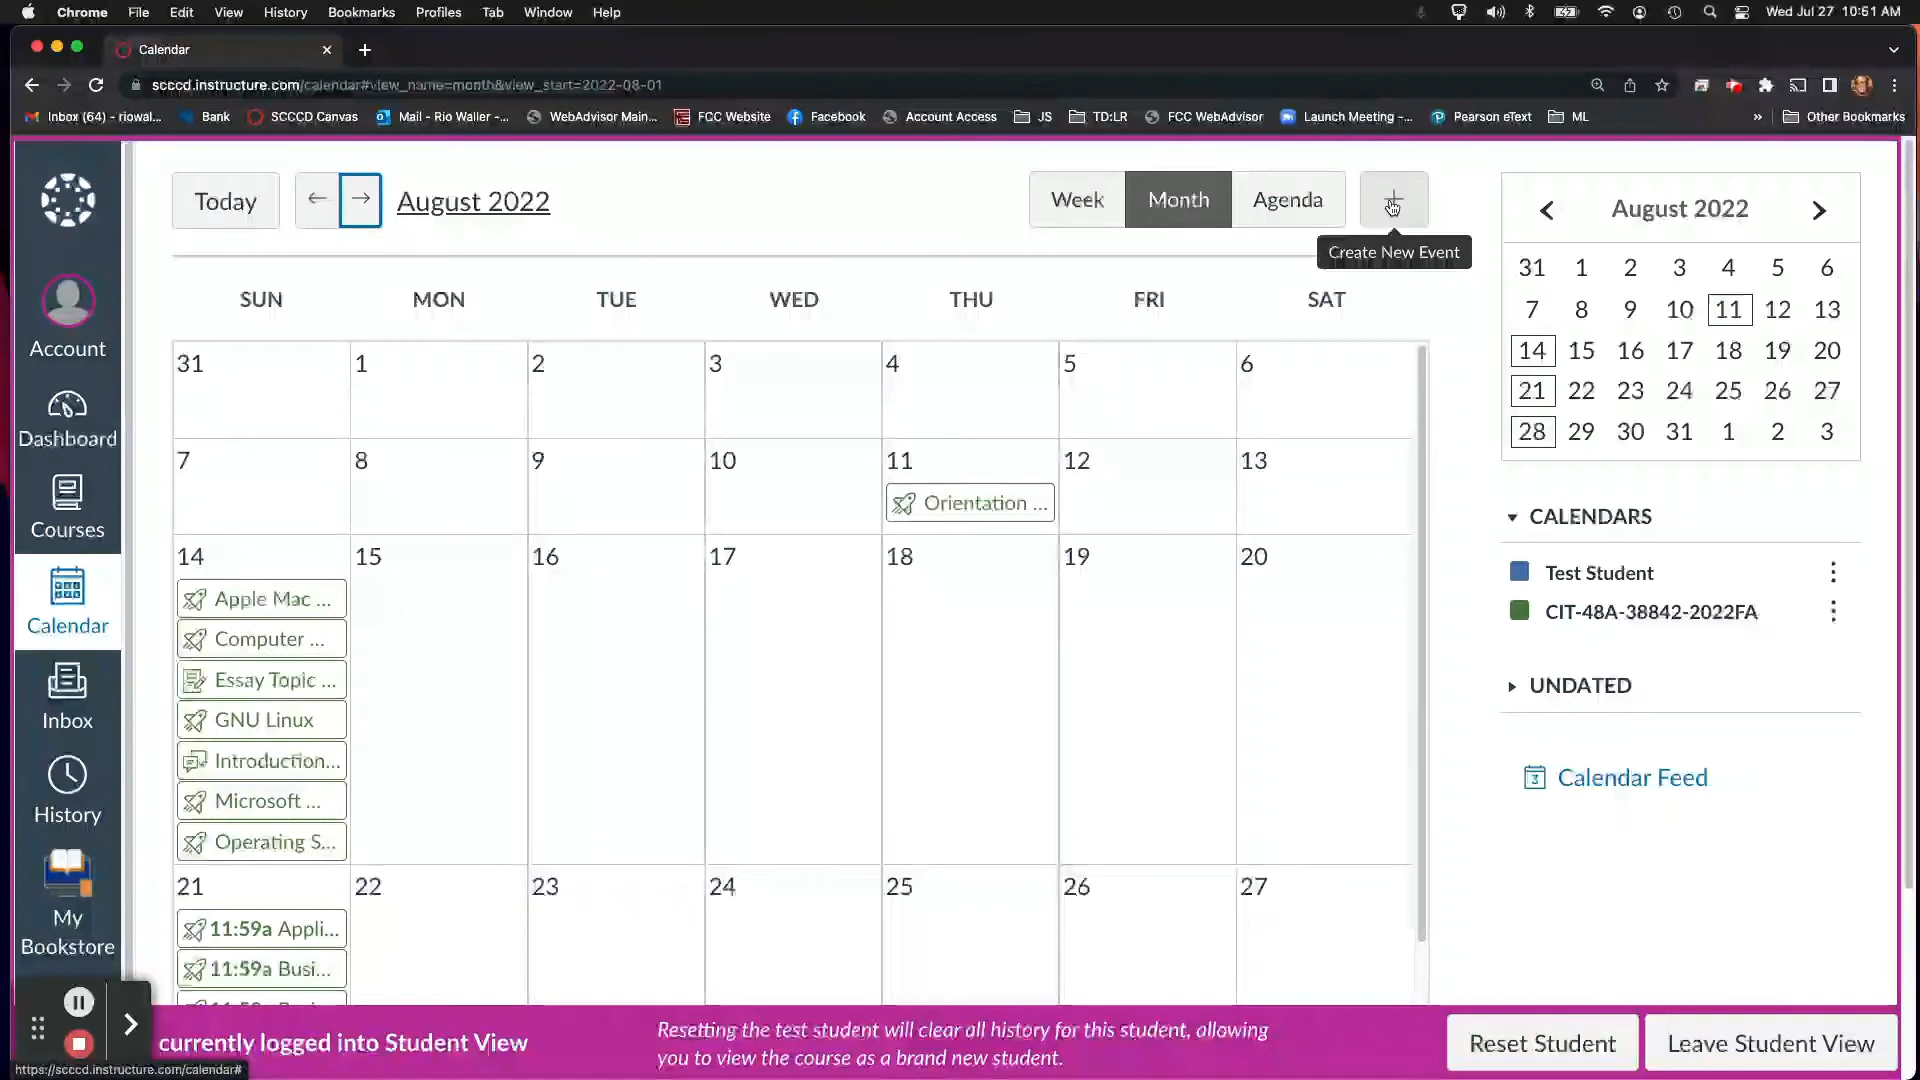 Chrome File Edit View History Bookmarks Profiles Tab Window Help Wed Jul 27 10:51 AM
Calendar
scccd.instructure.com/calendar#view_name=month&view_start=2022-08-01
Inbox (64) - riowal... Bank SCCCD Canvas Mail - Rio Waller -... WebAdvisor Main... FCC Website Facebook Account Access JS TD:LR FCC WebAdvisor Launch Meeting -... Pearson eText ML » Other Bookmarks
Today August 2022 Week Month Agenda
Create New Event
SUN MON TUE WED THU FRI SAT
31 1 2 3 4 5 6
7 8 9 10 11 12 13
Orientation ...
14 15 16 17 18 19 20
Apple Mac ...
Computer ...
Essay Topic ...
GNU Linux
Introduction...
Microsoft ...
Operating S...
21 22 23 24 25 26 27
11:59a Appli...
11:59a Busi...
August 2022
31 1 2 3 4 5 6
7 8 9 10 11 12 13
14 15 16 17 18 19 20
21 22 23 24 25 26 27
28 29 30 31 1 2 3
CALENDARS
Test Student
CIT-48A-38842-2022FA
UNDATED
3 Calendar Feed
Account
Dashboard
Courses
Calendar
Inbox
History
My
Bookstore
currently logged into Student View
Resetting the test student will clear all history for this student, allowing
you to view the course as a brand new student.
Reset Student Leave Student View
https://scccd.instructure.com/calendar#